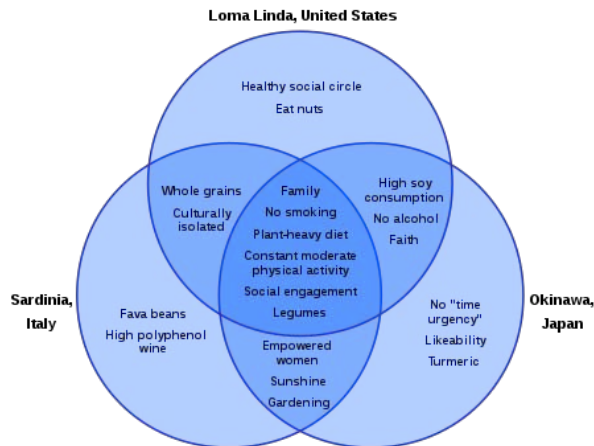 Loma Linda, United States
Healthy social circle
Eat nuts
Whole grains
Culturally
isolated
Family
No smoking
Plant-heavy diet
Constant moderate
physical activity
Social engagement
Legumes
High soy
consumption
No alcohol
Faith
Sardinia,
Italy
Fava beans
High polyphenol
wine
Empowered
women
Sunshine
Gardening
No "time
urgency"
Likeability
Turmeric
Okinawa,
Japan